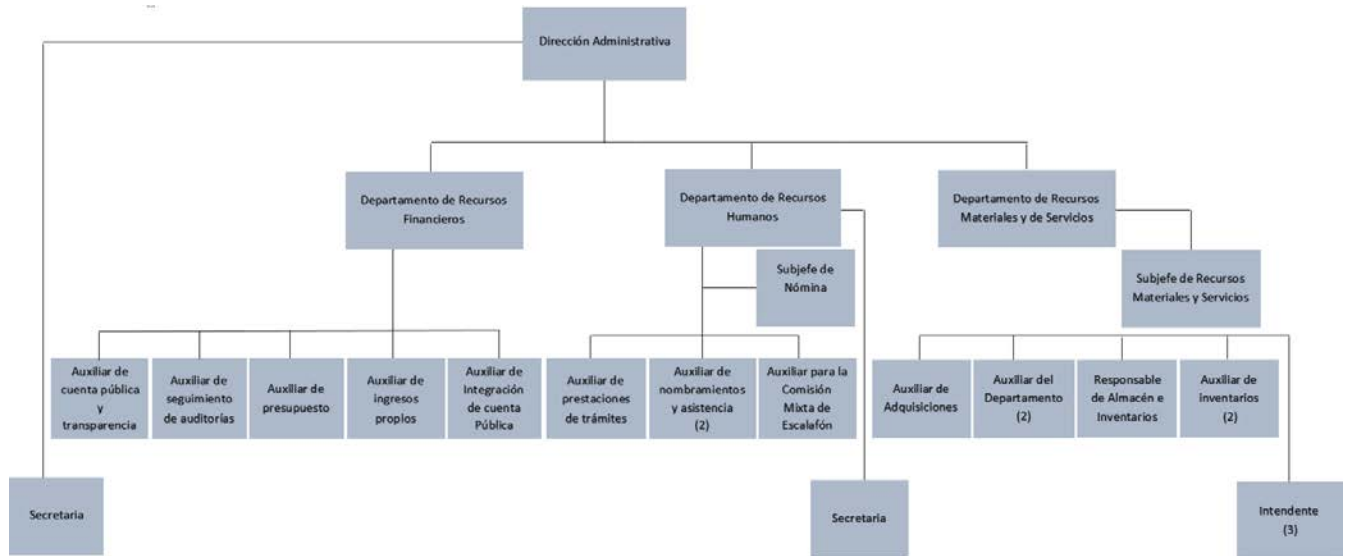 Dirección Administrativa
Departamento de Recursos
Financieros
Departamento de Recursos
Humanos
Departamento de Recursos
Materiales y de Servicios
Subjefe de
Nómina
Subjefe de Recursos
Materiales y Servicios
Auxiliar de
cuenta pública
y
transparencia
Auxiliar de
seguimiento
de auditorías
Auxiliar de
presupuesto
Auxiliar de
ingresos
propios
Auxiliar de
Integración
de cuenta
Pública
Auxiliar de
prestaciones
de trámites
Auxiliar de
nombramientos
y asistencia
(2)
Auxiliar para la
Comisión
Mixta de
Escalafón
Auxiliar de
Adquisiciones
Auxiliar del
Departamento
(2)
Responsable
de Almacén e
Inventarios
Auxiliar de
inventarios
(2)
Secretaria
Secretaria
Intendente
(3)